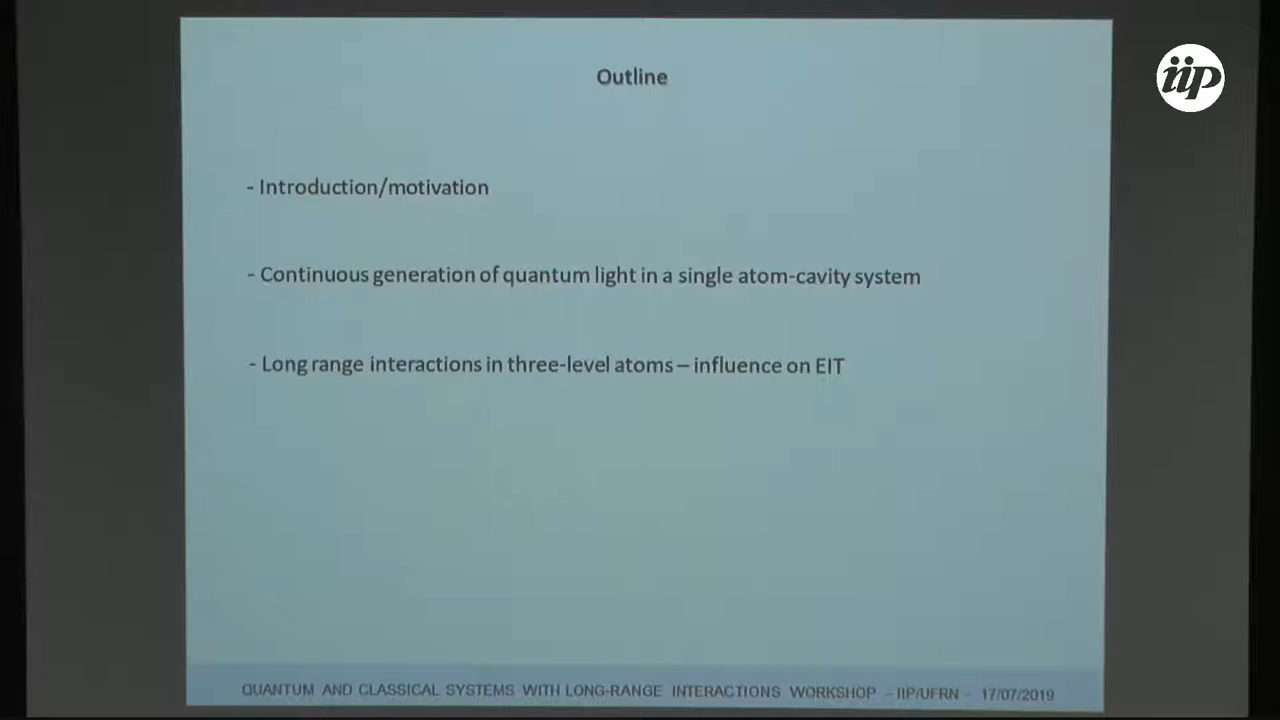 iip
Outline
- Introduction/motivation
- Continuous generation of quantum light in a single atom-cavity system
- Long range interactions in three-level atoms – influence on EIT
QUANTUM AND CLASSICAL SYSTEMS WITH LONG-RANGE INTERACTIONS WORKSHOP - IIP/UFRN - 17/07/2019